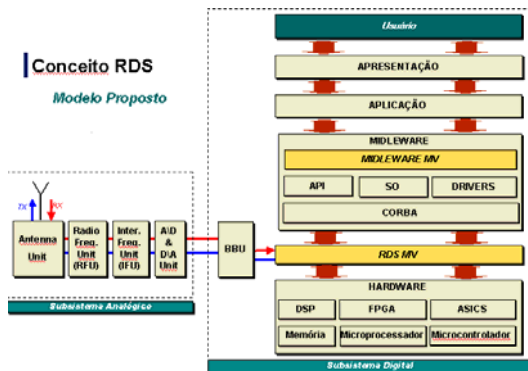 Conceito RDS
Modelo Proposto
TX
RX
Antenna
Unit
Radio
Freq.
Unit
(RFU)
Inter.
Freq.
Unit
(IFU)
A\D
&
D\A
Unit
Subsistema Analógico
BBU
Usuário
APRESENTAÇÃO
APLICAÇÃO
MIDLEWARE
MIDLEWARE MV
API
SO
DRIVERS
CORBA
RDS MV
HARDWARE
DSP
FPGA
ASICS
Memória
Microprocessador
Microcontrolador
Subsistema Digital